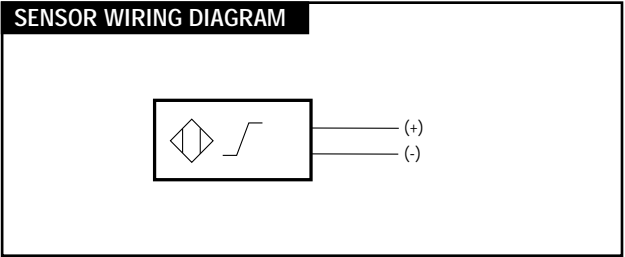 SENSOR WIRING DIAGRAM
(+)
(-)